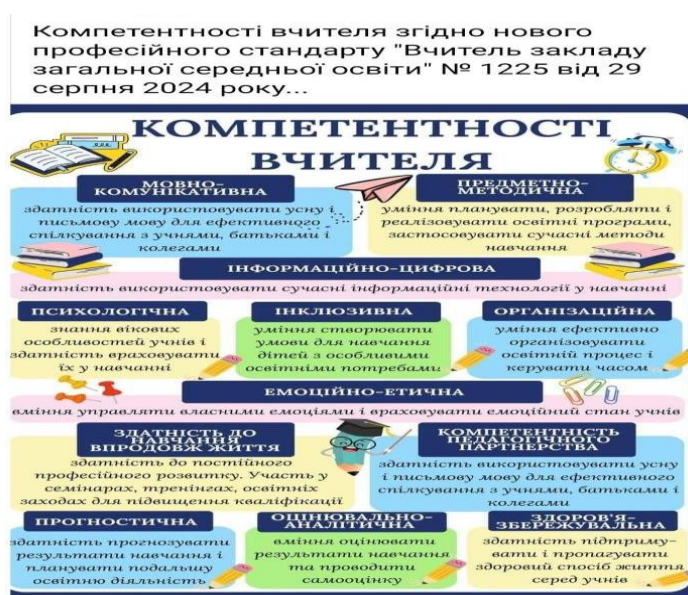 Компетентності вчителя згідно нового
професійного стандарту "Вчитель закладу
загальної середньої освіти" № 1225 від 29
серпня 2024 року...
КОМПЕТЕНТНОСТІ
ВЧИТЕЛЯ
МОВНО-
КОМУНІКАТИВНА
здатність використовувати усну і
письмову мову для ефективного
спілкування з учнями, батьками і
колегами
ПРЕДМЕТНО-
МЕТОДИЧНА
уміння планувати, розробляти і
реалізовувати освітні програми,
застосовувати сучасні методи
навчання
ІНФОРМАЦІЙНО-ЦИФРОВА
здатність використовувати сучасні інформаційні технології у навчанні
ПСИХОЛОГІЧНА
знання вікових
особливостей учнів і
здатність враховувати
їх у навчанні
ІНКЛЮЗИВНА
уміння створювати
умови для навчання
дітей з особливими
освітніми потребами
ОРГАНІЗАЦІЙНА
уміння ефективно
організовувати
освітній процес і
керувати часом
ЕМОЦІЙНО-ЕТИЧНА
вміння управляти власними емоціями і враховувати емоційний стан учнів
ЗДАТНІСТЬ ДО
НАВЧАННЯ
ВПРОДОВЖ ЖИТТЯ
здатність до постійного
професійного розвитку. Участь у
семінарах, тренінгах, освітніх
заходах для підвищення кваліфікації
КОМПЕТЕНТНІСТЬ
ПЕДАГОГІЧНОГО
ПАРТНЕРСТВА
здатність використовувати усну
і письмову мову для ефективного
спілкування з учнями, батьками і
колегами
ПРОГНОСТИЧНА
здатність прогнозувати
результати навчання і
планувати подальшу
освітню діяльність
ОЦІНЮВАЛЬНО-
АНАЛІТИЧНА
вміння оцінювати
результати навчання
та проводити
самооцінку
ЗДОРОВ'Я-
ЗБЕРЕЖУВАЛЬНА
здатність підтриму-
вати і пропагувати
здоровий спосіб життя
серед учнів